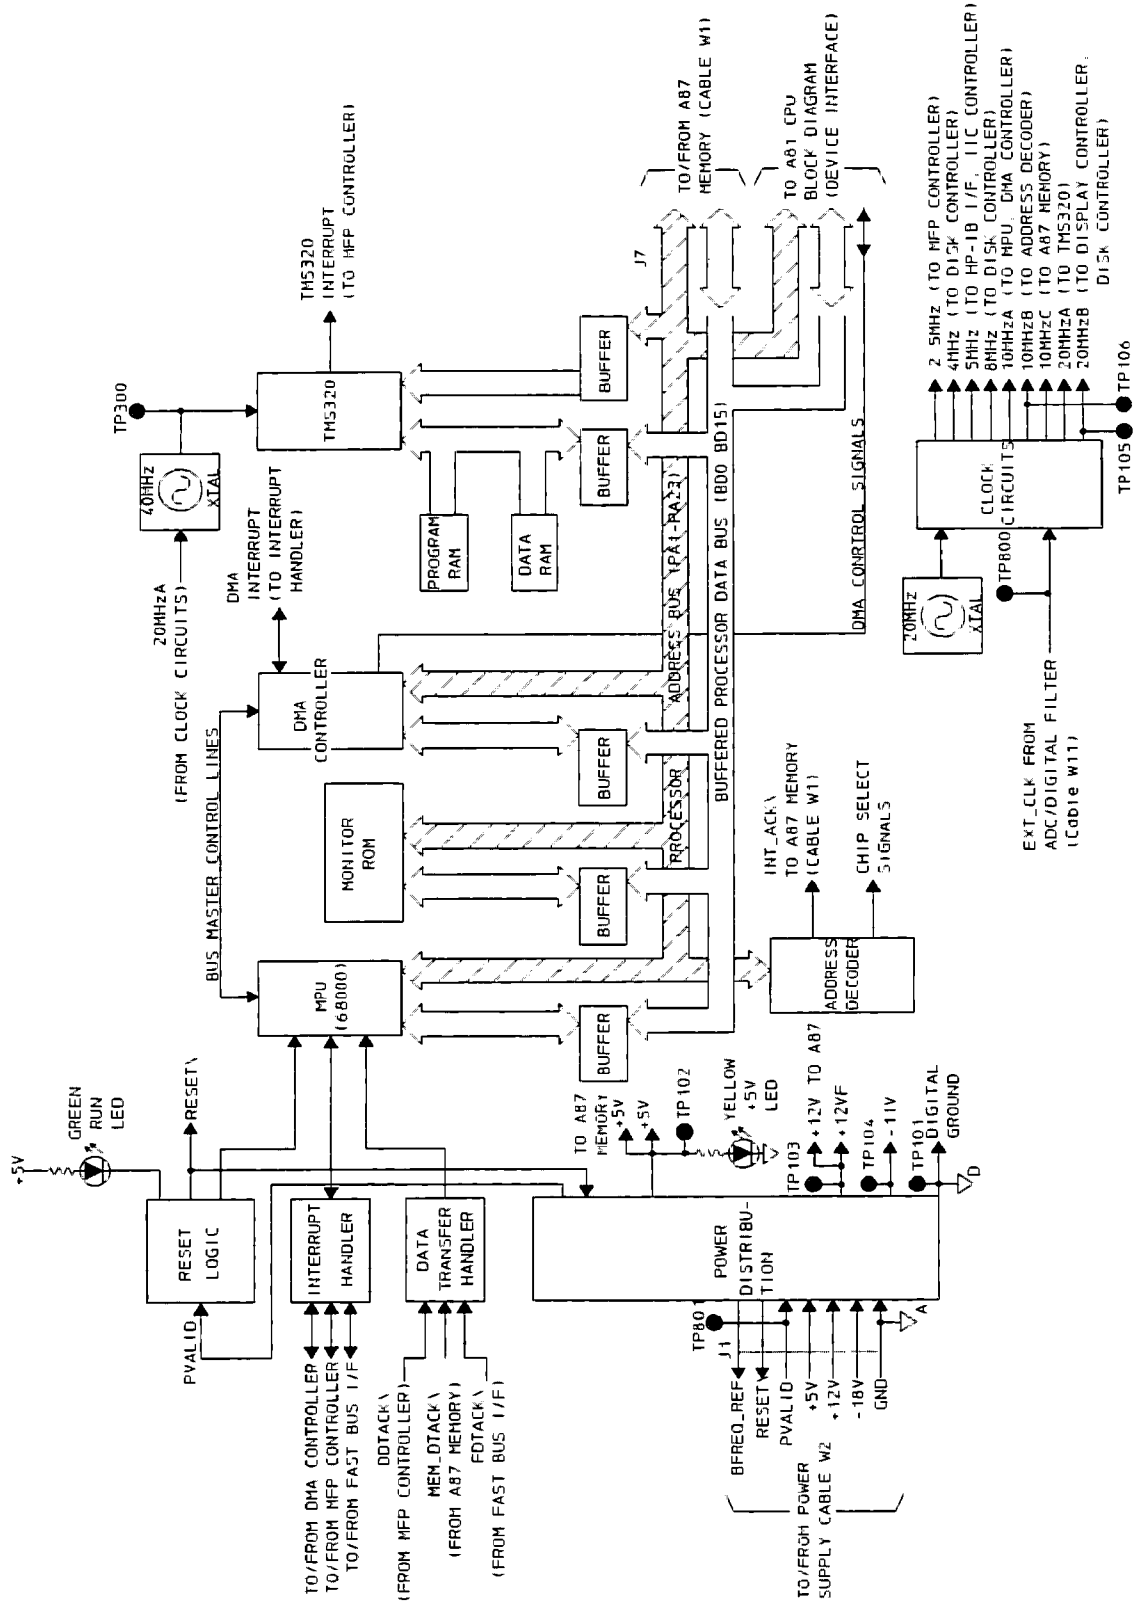 +5V
GREEN
RUN
LED
RESET\
RESET
LOGIC
PVALID
INTERRUPT
HANDLER
TO/FROM DMA CONTROLLER
TO/FROM MFP CONTROLLER
TO/FROM FAST BUS I/F
DATA
TRANSFER
HANDLER
DDTACK\
(FROM MFP CONTROLLER)
MEM_DTACK\
(FROM A87 MEMORY)
FDTACK\
(FROM FAST BUS I/F)
BUS MASTER CONTROL LINES
MPU
(68000)
MONITOR
ROM
DMA
CONTROLLER
DMA
INTERRUPT
(TO INTERRUPT
HANDLER)
20MHzA
(FROM CLOCK CIRCUITS)
40MHz
XTAL
TP300
TMS320
TMS320
INTERRUPT
(TO MFP CONTROLLER)
PROGRAM
RAM
DATA
RAM
BUFFER
BUFFER
BUFFER
BUFFER
BUFFER
PROCESSOR ADDRESS BUS (PA1-PA23)
BUFFERED PROCESSOR DATA BUS (BD0 BD15)
DMA CONRTROL SIGNALS
J7
TO/FROM A87
MEMORY (CABLE W1)
TO A81 CPU
BLOCK DIAGRAM
(DEVICE INTERFACE)
ADDRESS
DECODER
INT_ACK\
TO A87 MEMORY
(CABLE W1)
CHIP SELECT
SIGNALS
POWER
DISTRIBU-
TION
TO A87
MEMORY
+5V
+5V
TP102
YELLOW
+5V
LED
TP103
+12V TO A87
+12VF
TP104
-11V
TP101
DIGITAL
GROUND
D
TP801
J1
BFREQ_REF
RESET\
PVALID
+5V
+12V
-18V
GND
A
TO/FROM POWER
SUPPLY CABLE W2
20MHz
XTAL
TP800
EXT_CLK FROM
ADC/DIGITAL FILTER
(Cable W11)
CLOCK
CIRCUITS
2 5MHz (TO MFP CONTROLLER)
4MHz (TO DISK CONTROLLER)
5MHz (TO HP-IB I/F, IIC CONTROLLER)
8MHz (TO DISK CONTROLLER)
10MHzA (TO MPU, DMA CONTROLLER)
10MHzB (TO ADDRESS DECODER)
10MHzC (TO A87 MEMORY)
20MHzA (TO TMS320)
20MHzB (TO DISPLAY CONTROLLER,
DISK CONTROLLER)
TP105
TP106